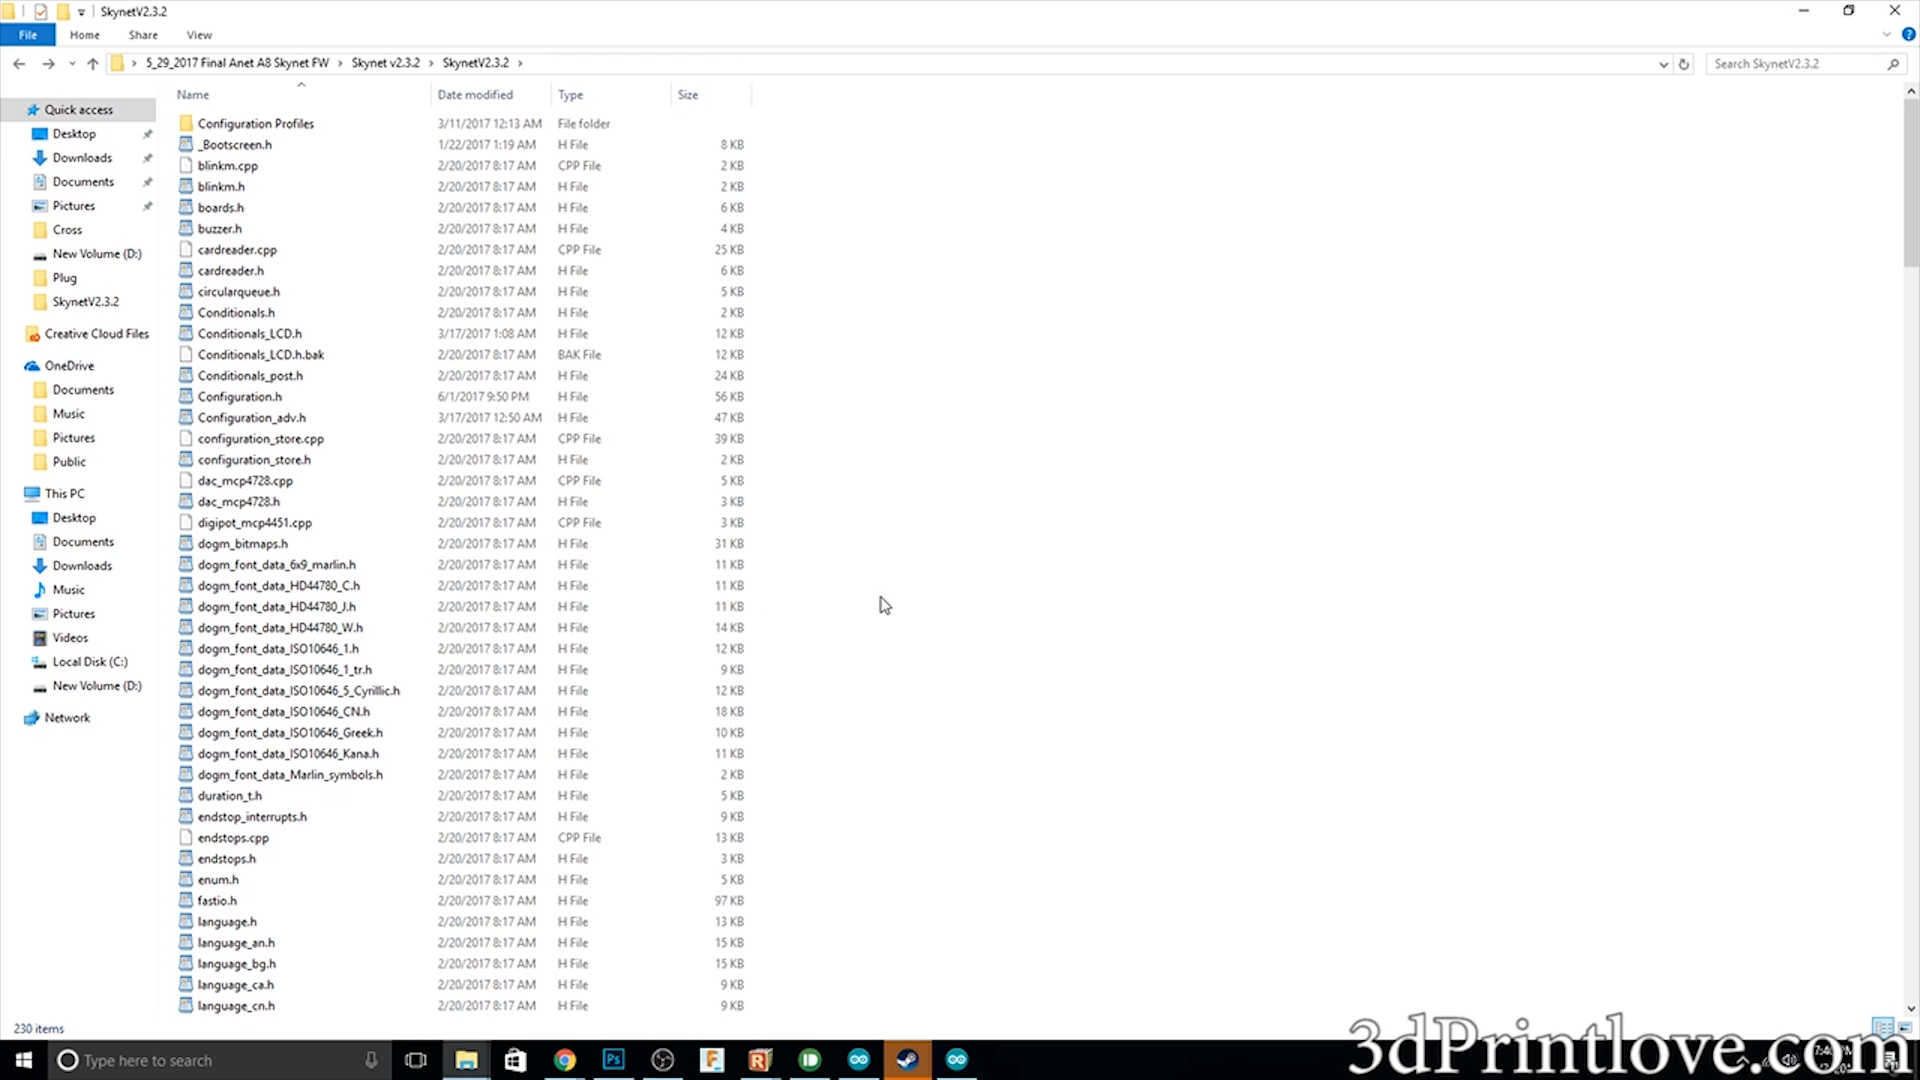 SkynetV2.3.2
File Home Share View
5_29_2017 Final Anet A8 Skynet FW > Skynet v2.3.2 > SkynetV2.3.2 >
Search SkynetV2.3.2
Name Date modified Type Size
Quick access
Desktop
Downloads
Documents
Pictures
Cross
New Volume (D:)
Plug
SkynetV2.3.2
Creative Cloud Files
OneDrive
Documents
Music
Pictures
Public
This PC
Desktop
Documents
Downloads
Music
Pictures
Videos
Local Disk (C:)
New Volume (D:)
Network
Configuration Profiles 3/11/2017 12:13 AM File folder
_Bootscreen.h 1/22/2017 1:19 AM H File 8 KB
blinkm.cpp 2/20/2017 8:17 AM CPP File 2 KB
blinkm.h 2/20/2017 8:17 AM H File 2 KB
boards.h 2/20/2017 8:17 AM H File 6 KB
buzzer.h 2/20/2017 8:17 AM H File 4 KB
cardreader.cpp 2/20/2017 8:17 AM CPP File 25 KB
cardreader.h 2/20/2017 8:17 AM H File 6 KB
circularqueue.h 2/20/2017 8:17 AM H File 5 KB
Conditionals.h 2/20/2017 8:17 AM H File 2 KB
Conditionals_LCD.h 3/17/2017 1:08 AM H File 12 KB
Conditionals_LCD.h.bak 2/20/2017 8:17 AM BAK File 12 KB
Conditionals_post.h 2/20/2017 8:17 AM H File 24 KB
Configuration.h 6/1/2017 9:50 PM H File 56 KB
Configuration_adv.h 3/17/2017 12:50 AM H File 47 KB
configuration_store.cpp 2/20/2017 8:17 AM CPP File 39 KB
configuration_store.h 2/20/2017 8:17 AM H File 2 KB
dac_mcp4728.cpp 2/20/2017 8:17 AM CPP File 5 KB
dac_mcp4728.h 2/20/2017 8:17 AM H File 3 KB
digipot_mcp4451.cpp 2/20/2017 8:17 AM CPP File 3 KB
dogm_bitmaps.h 2/20/2017 8:17 AM H File 31 KB
dogm_font_data_6x9_marlin.h 2/20/2017 8:17 AM H File 11 KB
dogm_font_data_HD44780_C.h 2/20/2017 8:17 AM H File 11 KB
dogm_font_data_HD44780_J.h 2/20/2017 8:17 AM H File 11 KB
dogm_font_data_HD44780_W.h 2/20/2017 8:17 AM H File 14 KB
dogm_font_data_ISO10646_1.h 2/20/2017 8:17 AM H File 12 KB
dogm_font_data_ISO10646_1_tr.h 2/20/2017 8:17 AM H File 9 KB
dogm_font_data_ISO10646_5_Cyrillic.h 2/20/2017 8:17 AM H File 12 KB
dogm_font_data_ISO10646_CN.h 2/20/2017 8:17 AM H File 18 KB
dogm_font_data_ISO10646_Greek.h 2/20/2017 8:17 AM H File 10 KB
dogm_font_data_ISO10646_Kana.h 2/20/2017 8:17 AM H File 11 KB
dogm_font_data_Marlin_symbols.h 2/20/2017 8:17 AM H File 2 KB
duration_t.h 2/20/2017 8:17 AM H File 5 KB
endstop_interrupts.h 2/20/2017 8:17 AM H File 9 KB
endstops.cpp 2/20/2017 8:17 AM CPP File 13 KB
endstops.h 2/20/2017 8:17 AM H File 3 KB
enum.h 2/20/2017 8:17 AM H File 5 KB
fastio.h 2/20/2017 8:17 AM H File 97 KB
language.h 2/20/2017 8:17 AM H File 13 KB
language_an.h 2/20/2017 8:17 AM H File 15 KB
language_bg.h 2/20/2017 8:17 AM H File 15 KB
language_ca.h 2/20/2017 8:17 AM H File 9 KB
language_cn.h 2/20/2017 8:17 AM H File 9 KB
230 items
Type here to search
3dPrintlove.com